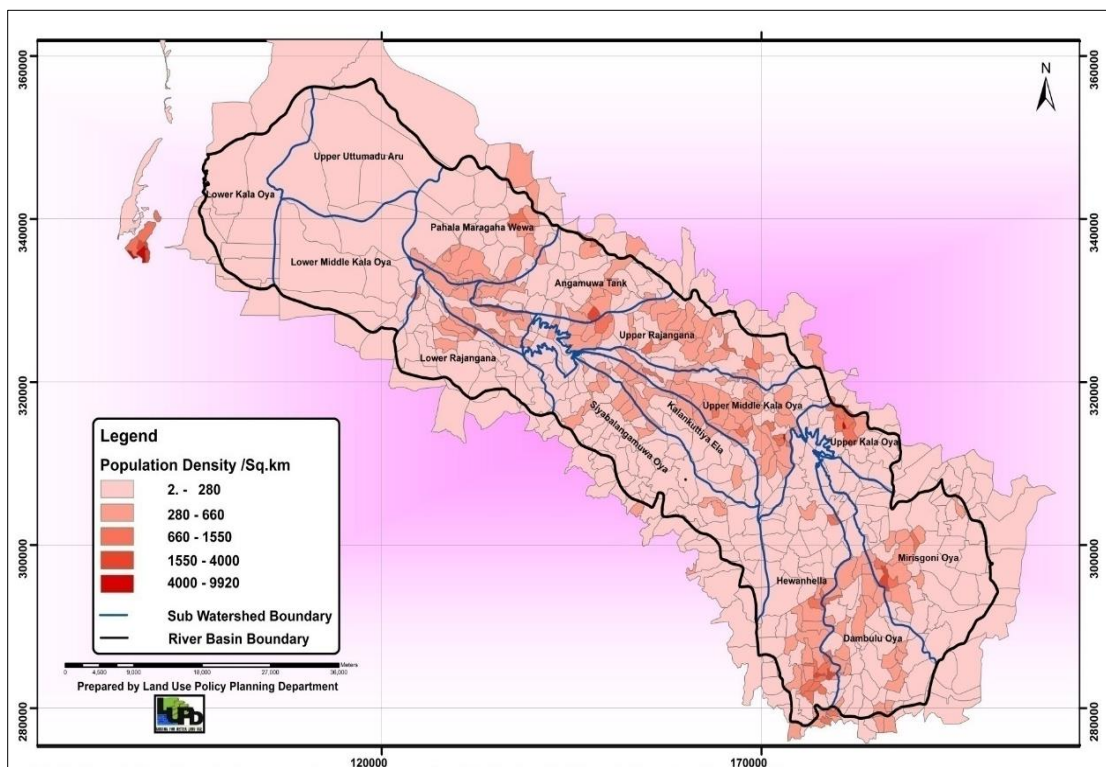 360000
360000
N
Upper Uttumadu Aru
Lower Kala Oya
340000
340000
Pahala Maragaha Wewa
Lower Middle Kala Oya
Angamuwa Tank
Upper Rajangana
Lower Rajangana
320000
320000
Siyabalangamuwa Oya
Kalankuttiya Ela
Upper Middle Kala Oya
Upper Kala Oya
Legend
Population Density /Sq.km
2. - 280
280 - 660
660 - 1550
1550 - 4000
4000 - 9920
Sub Watershed Boundary
River Basin Boundary
300000
300000
Mirisgoni Oya
Hewanhella
Dambulu Oya
Meters
0 4,500 9,000 18,000 27,000 36,000
Prepared by Land Use Policy Planning Department
LUPPD
280000
280000
120000
170000